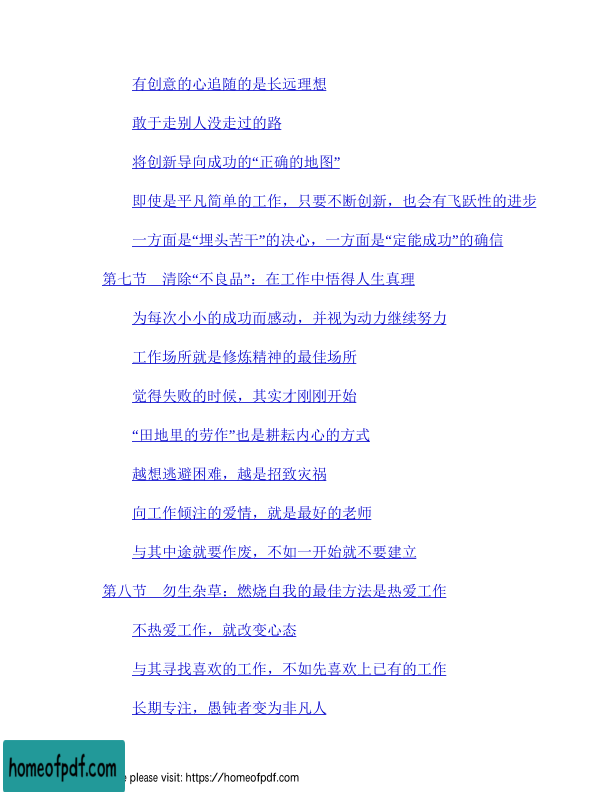 有创意的心追随的是长远理想
敢于走别人没走过的路
将创新导向成功的“正确的地图”
即使是平凡简单的工作，只要不断创新，也会有飞跃性的进步
一方面是“埋头苦干”的决心，一方面是“定能成功”的确信
第七节　清除“不良品”：在工作中悟得人生真理
为每次小小的成功而感动，并视为动力继续努力
工作场所就是修炼精神的最佳场所
觉得失败的时候，其实才刚刚开始
“田地里的劳作”也是耕耘内心的方式
越想逃避困难，越是招致灾祸
向工作倾注的爱情，就是最好的老师
与其中途就要作废，不如一开始就不要建立
第八节　勿生杂草：燃烧自我的最佳方法是热爱工作
不热爱工作，就改变心态
与其寻找喜欢的工作，不如先喜欢上已有的工作
长期专注，愚钝者变为非凡人
homeofpdf.com
please visit: https://homeofpdf.com